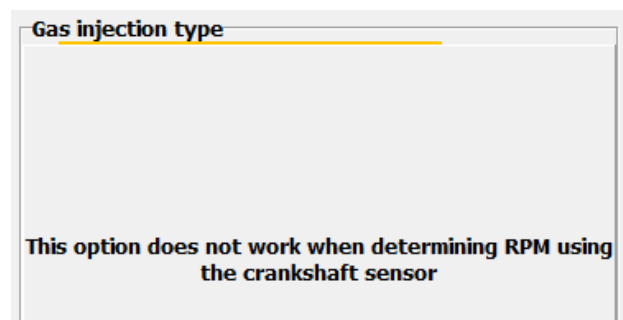 Gas injection type
This option does not work when determining RPM using
the crankshaft sensor